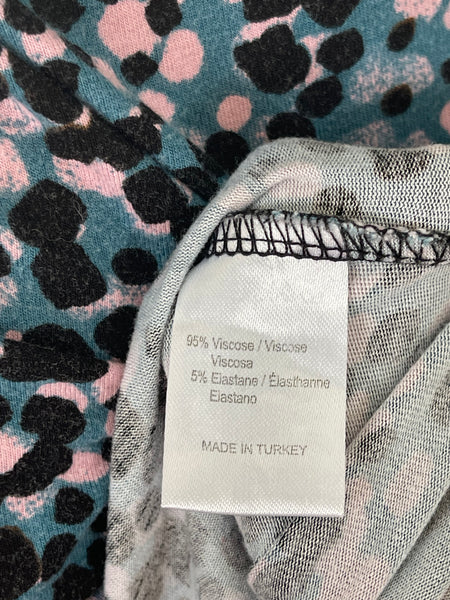 95% Viscose / Viscose
Viscosa
5% Elastane / Élasthanne
Elastano
MADE IN TURKEY